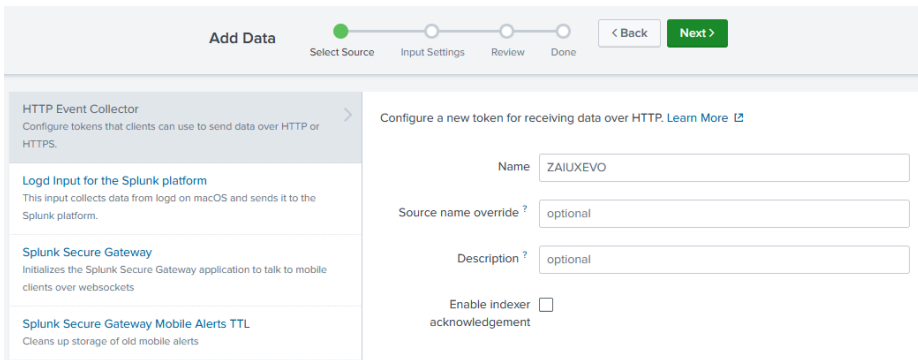 Add Data
Select Source
Input Settings
Review
Done
< Back
Next >
HTTP Event Collector
Configure tokens that clients can use to send data over HTTP or
HTTPS.
Logd Input for the Splunk platform
This input collects data from logd on macOS and sends it to the
Splunk platform.
Splunk Secure Gateway
Initializes the Splunk Secure Gateway application to talk to mobile
clients over websockets
Splunk Secure Gateway Mobile Alerts TTL
Cleans up storage of old mobile alerts
Configure a new token for receiving data over HTTP. Learn More
Name ZAIUXEVO
Source name override ? optional
Description ? optional
Enable indexer
acknowledgement